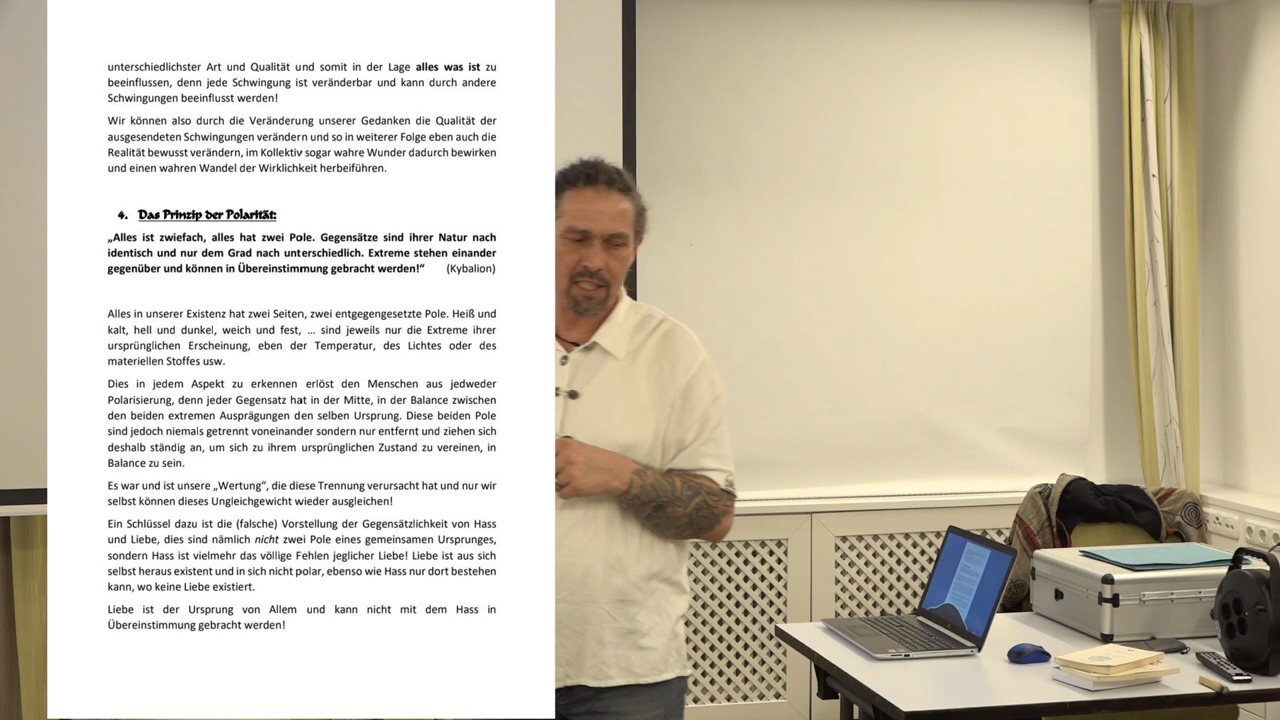 unterschiedlichster Art und Qualität und somit in der Lage alles was ist zu
beeinflussen, denn jede Schwingung ist veränderbar und kann durch andere
Schwingungen beeinflusst werden!
Wir können also durch die Veränderung unserer Gedanken die Qualität der
ausgesendeten Schwingungen verändern und so in weiterer Folge eben auch die
Realität bewusst verändern, im Kollektiv sogar wahre Wunder dadurch bewirken
und einen wahren Wandel der Wirklichkeit herbeiführen.
4. Das Prinzip der Polarität:
„Alles ist zwiefach, alles hat zwei Pole. Gegensätze sind ihrer Natur nach
identisch und nur dem Grad nach unterschiedlich. Extreme stehen einander
gegenüber und können in Übereinstimmung gebracht werden!“ (Kybalion)
Alles in unserer Existenz hat zwei Seiten, zwei entgegengesetzte Pole. Heiß und
kalt, hell und dunkel, weich und fest, … sind jeweils nur die Extreme ihrer
ursprünglichen Erscheinung, eben der Temperatur, des Lichtes oder des
materiellen Stoffes usw.
Dies in jedem Aspekt zu erkennen erlöst den Menschen aus jedweder
Polarisierung, denn jeder Gegensatz hat in der Mitte, in der Balance zwischen
den beiden extremen Ausprägungen den selben Ursprung. Diese beiden Pole
sind jedoch niemals getrennt voneinander sondern nur entfernt und ziehen sich
deshalb ständig an, um sich zu ihrem ursprünglichen Zustand zu vereinen, in
Balance zu sein.
Es war und ist unsere „Wertung“, die diese Trennung verursacht hat und nur wir
selbst können dieses Ungleichgewicht wieder ausgleichen!
Ein Schlüssel dazu ist die (falsche) Vorstellung der Gegensätzlichkeit von Hass
und Liebe, dies sind nämlich nicht zwei Pole eines gemeinsamen Ursprunges,
sondern Hass ist vielmehr das völlige Fehlen jeglicher Liebe! Liebe ist aus sich
selbst heraus existent und in sich nicht polar, ebenso wie Hass nur dort bestehen
kann, wo keine Liebe existiert.
Liebe ist der Ursprung von Allem und kann nicht mit dem Hass in
Übereinstimmung gebracht werden!